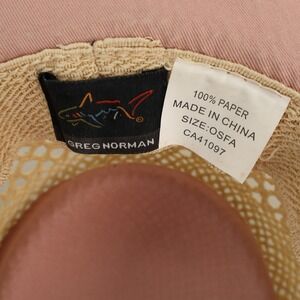 GREG NORMAN
100% PAPER
MADE IN CHINA
SIZE:OSFA
CA41097